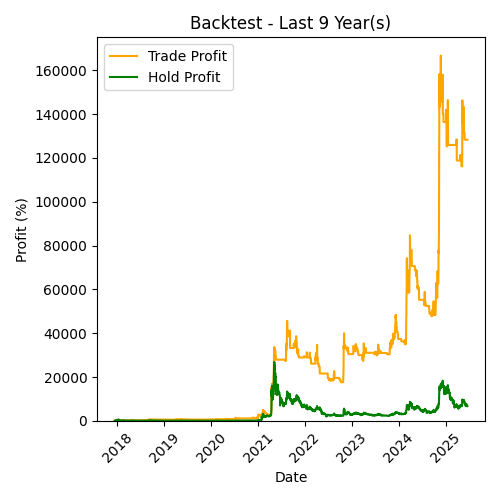 Backtest - Last 9 Year(s)
Trade Profit
Hold Profit
160000
140000
120000
100000
80000
60000
40000
20000
0
Profit (%)
2018 2019 2020 2021 2022 2023 2024 2025
Date